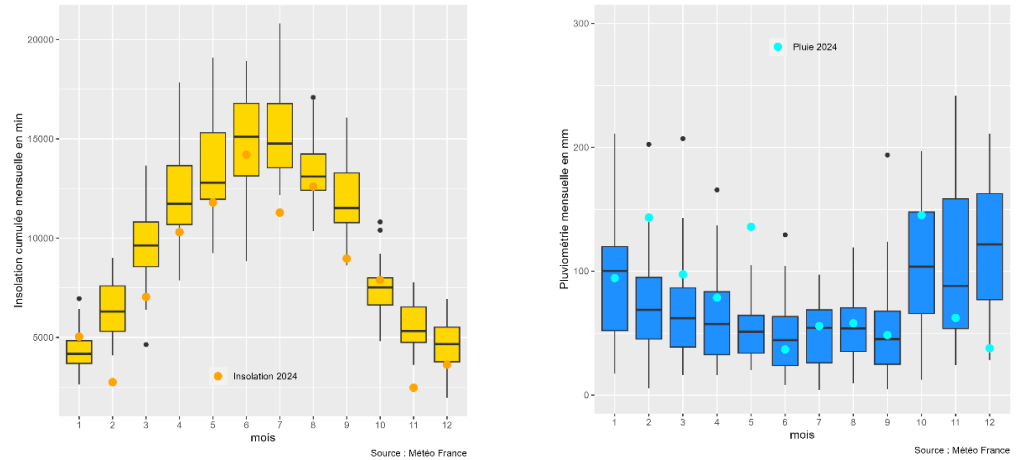 Insolation cumulée mensuelle en min
20000
15000
10000
5000
Insolation 2024
1 2 3 4 5 6 7 8 9 10 11 12
mois
Source : Météo France
Pluviométrie mensuelle en mm
300
200
100
0
Pluie 2024
1 2 3 4 5 6 7 8 9 10 11 12
mois
Source : Météo France